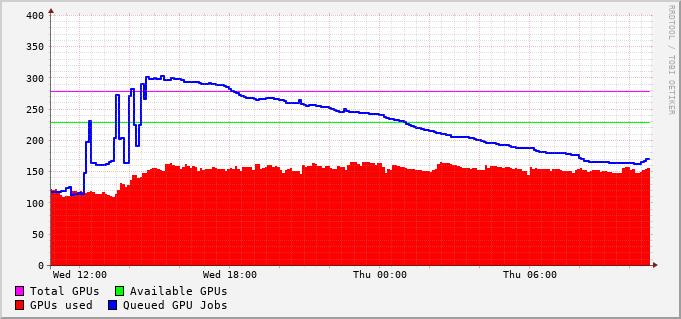 400
350
300
250
200
150
100
50
0
Wed 12:00 Wed 18:00 Thu 00:00 Thu 06:00
Total GPUs Available GPUs
GPUs used Queued GPU Jobs
RRDTOOL / TOBI OETIKER